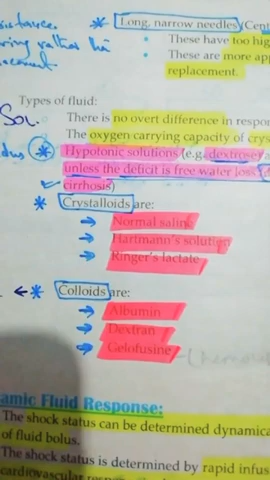 Long, narrow needles (Cen
These have too hig
These are more app
replacement.
Types of fluid:
Sol.
There is no overt difference in respon
The oxygen carrying capacity of crys
Hypotonic solutions (e.g. dextrose)
unless the deficit is free water loss
cirrhosis)
Crystalloids are:
Normal saline
Hartmann's solution
Ringer's lactate
Colloids are:
Albumin
Dextran
Gelofusine
amic Fluid Response:
The shock status can be determined dynamica
of fluid bolus.
The shock status is determined by rapid infus
cardiovascular